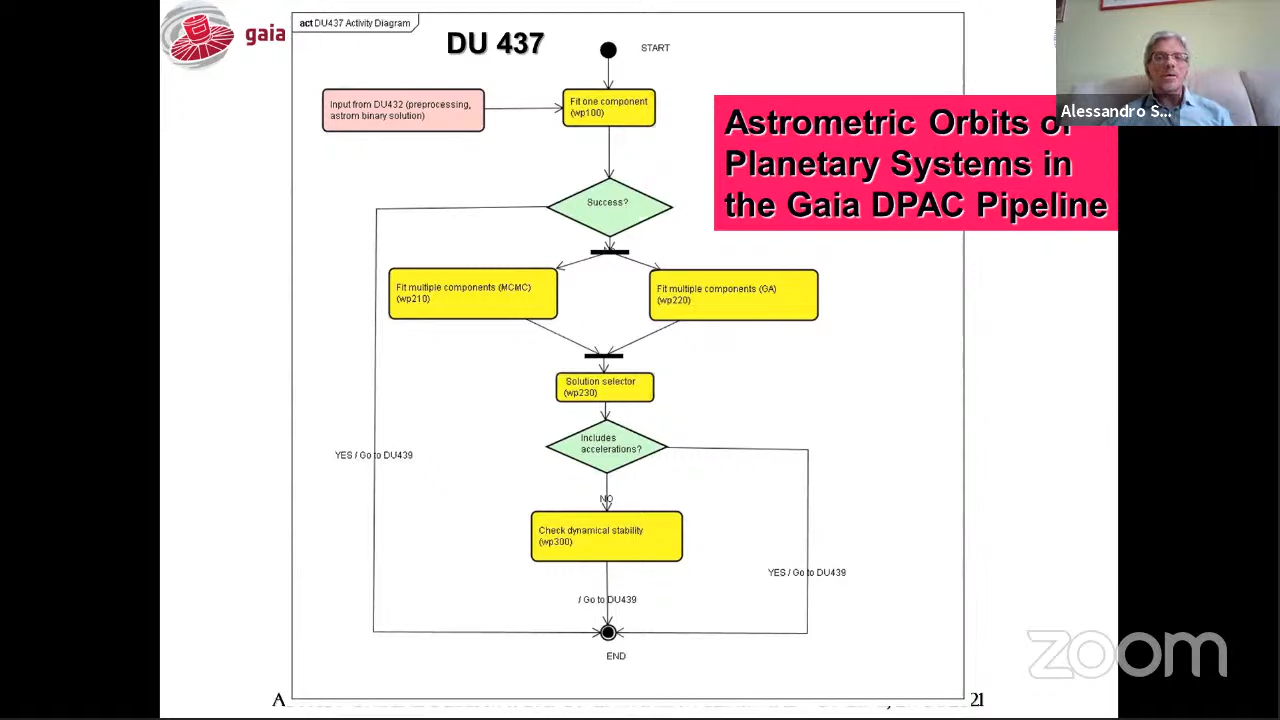 gaia
act DU437 Activity Diagram
DU 437
START
Input from DU432 (preprocessing,
astrom binary solution)
Fit one component
(wp100)
Alessandro S...
Astrometric Orbits of
Planetary Systems in
the Gaia DPAC Pipeline
Success?
Fit multiple components (MCMC)
(wp210)
Fit multiple components (GA)
(wp220)
Solution selector
(wp230)
Includes
accelerations?
YES / Go to DU439
NO
Check dynamical stability
(wp300)
YES / Go to DU439
/ Go to DU439
END
zoom